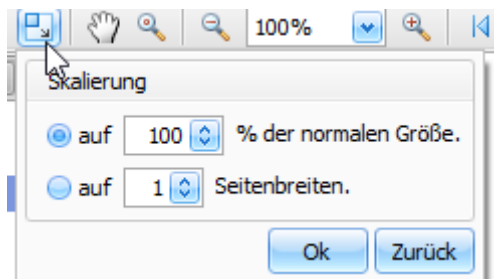 100%
Skalierung
auf 100 % der normalen Größe.
auf 1 Seitenbreiten.
Ok Zurück